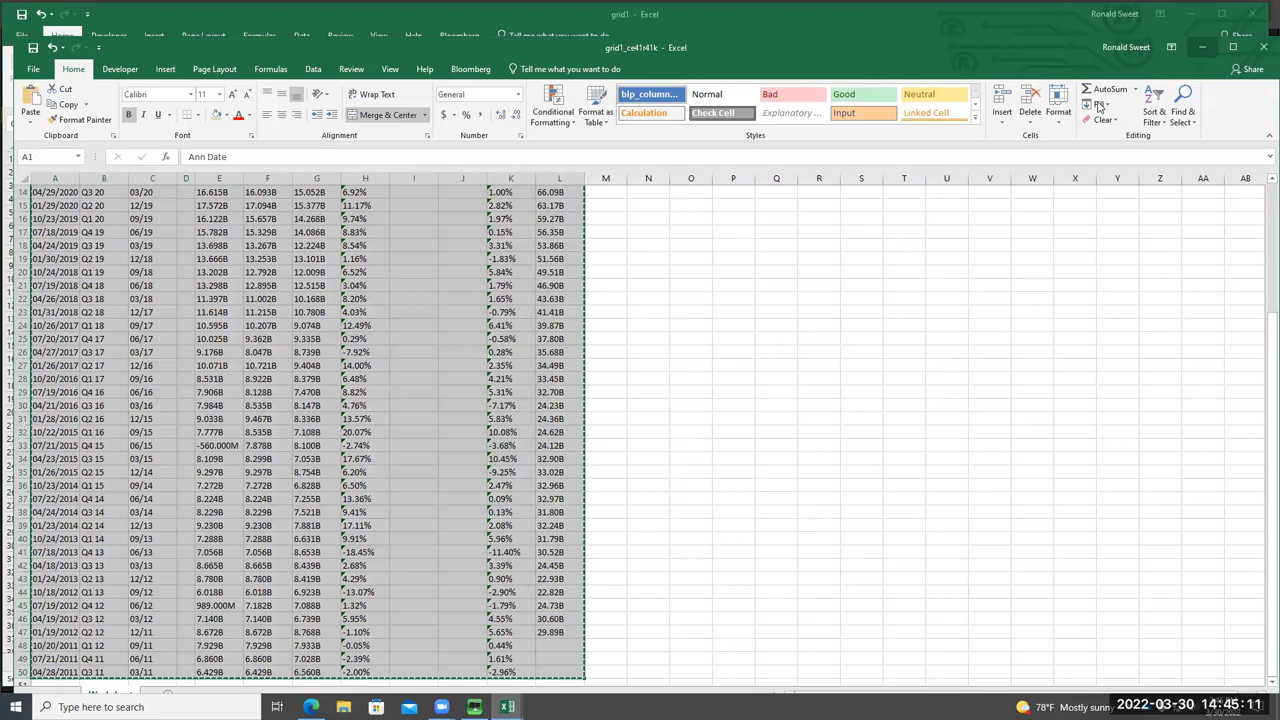 grid1 - Excel
Ronald Sweet
File Home Developer Insert Page Layout Formulas Data Review Help Bloomberg Tell me what you want to do
grid1_ce41r41k - Excel
Ronald Sweet
File Home Developer Insert Page Layout Formulas Data Review View Help Bloomberg Tell me what you want to do Share
Paste Cut Calibri 11 Wrap Text General Conditional Formatting Format as Table blp_column... Normal Bad Good Neutral Insert Delete Format AutoSum Sort & Filter Find & Select
Copy
Format Painter B I U Merge & Center $ % Calculation Check Cell Explanatory ... Input Linked Cell Clear
Clipboard Font Alignment Number Styles Cells Editing
A1 fx Ann Date
A B C D E F G H I J K L M N O P Q R S T U V W X Y Z AA AB
14 04/29/2020 Q3 20 03/20 16.615B 16.093B 15.052B 6.92% 1.00% 66.09B
15 01/29/2020 Q2 20 12/19 17.572B 17.094B 15.377B 11.17% 2.82% 63.17B
16 10/23/2019 Q1 20 09/19 16.122B 15.657B 14.268B 9.74% 1.97% 59.27B
17 07/18/2019 Q4 19 06/19 15.782B 15.329B 14.086B 8.83% 0.15% 56.35B
18 04/24/2019 Q3 19 03/19 13.698B 13.267B 12.224B 8.54% 3.31% 53.86B
19 01/30/2019 Q2 19 12/18 13.666B 13.253B 13.101B 1.16% -1.83% 51.56B
20 10/24/2018 Q1 19 09/18 13.202B 12.792B 12.009B 6.52% 5.84% 49.51B
21 07/19/2018 Q4 18 06/18 13.298B 12.895B 12.515B 3.04% 1.79% 46.90B
22 04/26/2018 Q3 18 03/18 11.397B 11.002B 10.168B 8.20% 1.65% 43.63B
23 01/31/2018 Q2 18 12/17 11.614B 11.215B 10.780B 4.03% -0.79% 41.41B
24 10/26/2017 Q1 18 09/17 10.595B 10.207B 9.074B 12.49% 6.41% 39.87B
25 07/20/2017 Q4 17 06/17 10.025B 9.362B 9.335B 0.29% -0.58% 37.80B
26 04/27/2017 Q3 17 03/17 9.176B 8.047B 8.739B -7.92% 0.28% 35.68B
27 01/26/2017 Q2 17 12/16 10.071B 10.721B 9.404B 14.00% 2.35% 34.49B
28 10/20/2016 Q1 17 09/16 8.531B 8.922B 8.379B 6.48% 4.21% 33.45B
29 07/19/2016 Q4 16 06/16 7.906B 8.128B 7.470B 8.82% 5.31% 32.70B
30 04/21/2016 Q3 16 03/16 7.984B 8.535B 8.147B 4.76% -7.17% 24.23B
31 01/28/2016 Q2 16 12/15 9.033B 9.467B 8.336B 13.57% 5.83% 24.36B
32 10/22/2015 Q1 16 09/15 7.777B 8.535B 7.108B 20.07% 10.08% 24.62B
33 07/21/2015 Q4 15 06/15 -560.000M 7.878B 8.100B -2.74% -3.68% 24.12B
34 04/23/2015 Q3 15 03/15 8.109B 8.299B 7.053B 17.67% 10.45% 32.90B
35 01/26/2015 Q2 15 12/14 9.297B 9.297B 8.754B 6.20% -9.25% 33.02B
36 10/23/2014 Q1 15 09/14 7.272B 7.272B 6.828B 6.50% 2.47% 32.96B
37 07/22/2014 Q4 14 06/14 8.224B 8.224B 7.255B 13.36% 0.09% 32.97B
38 04/24/2014 Q3 14 03/14 8.229B 8.229B 7.521B 9.41% 0.13% 31.80B
39 01/23/2014 Q2 14 12/13 9.230B 9.230B 7.881B 17.11% 2.08% 32.24B
40 10/24/2013 Q1 14 09/13 7.288B 7.288B 6.631B 9.91% 5.96% 31.79B
41 07/18/2013 Q4 13 06/13 7.056B 7.056B 8.653B -18.45% -11.40% 30.52B
42 04/18/2013 Q3 13 03/13 8.665B 8.665B 8.439B 2.68% 3.39% 24.45B
43 01/24/2013 Q2 13 12/12 8.780B 8.780B 8.419B 4.29% 0.90% 22.93B
44 10/18/2012 Q1 13 09/12 6.018B 6.018B 6.923B -13.07% -2.90% 22.82B
45 07/19/2012 Q4 12 06/12 989.000M 7.182B 7.088B 1.32% -1.79% 24.73B
46 04/19/2012 Q3 12 03/12 7.140B 7.140B 6.739B 5.95% 4.55% 30.60B
47 01/19/2012 Q2 12 12/11 8.672B 8.672B 8.768B -1.10% 5.65% 29.89B
48 10/20/2011 Q1 12 09/11 7.929B 7.929B 7.933B -0.05% 0.44%
49 07/21/2011 Q4 11 06/11 6.860B 6.860B 7.028B -2.39% 1.61%
50 04/28/2011 Q3 11 03/11 6.429B 6.429B 6.560B -2.00% -2.96%
Type here to search 78°F Mostly sunny 2022-03-30 14:45:11